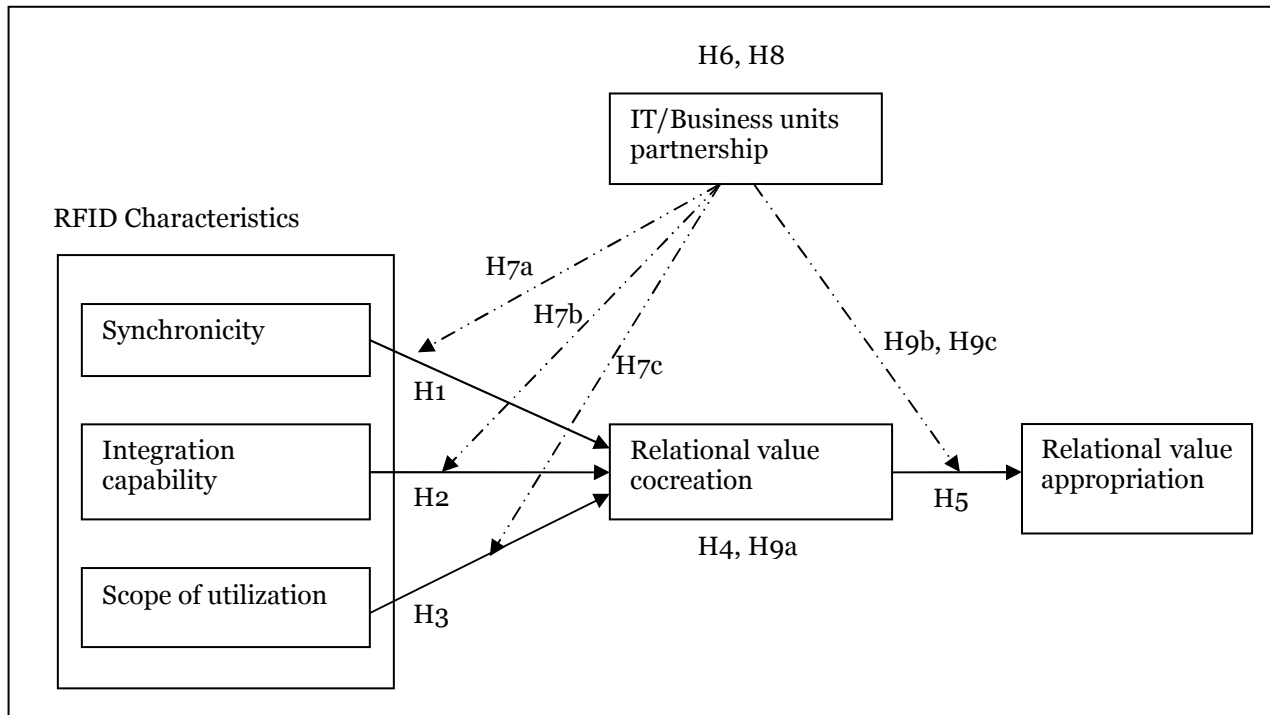 H6, H8
IT/Business units
partnership
RFID Characteristics
H7a
H7b
H7c
H9b, H9c
Synchronicity
H1
Integration
capability
H2
Relational value
cocreation
H5
Relational value
appropriation
H4, H9a
Scope of utilization
H3